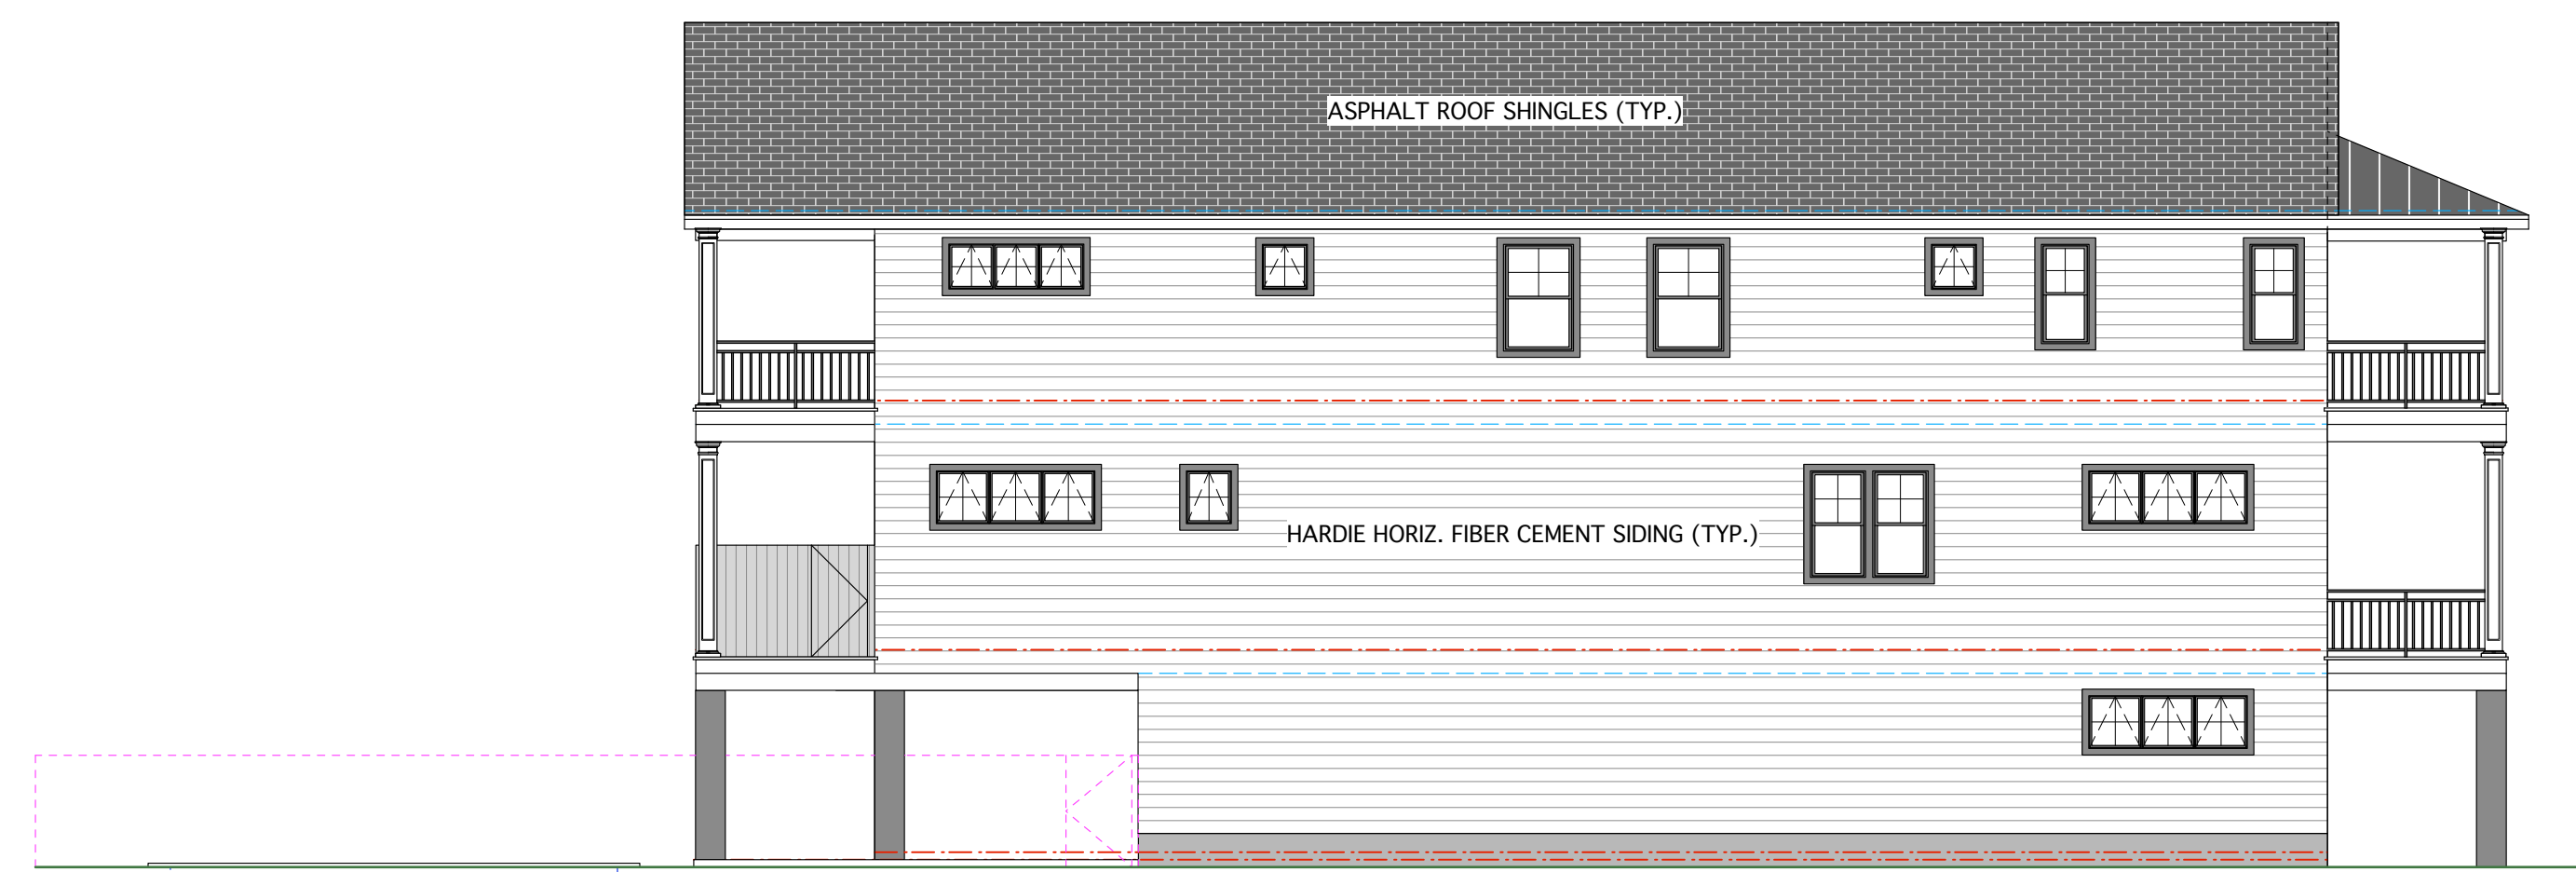 ASPHALT ROOF SHINGLES (TYP.)
HARDIE HORIZ. FIBER CEMENT SIDING (TYP.)